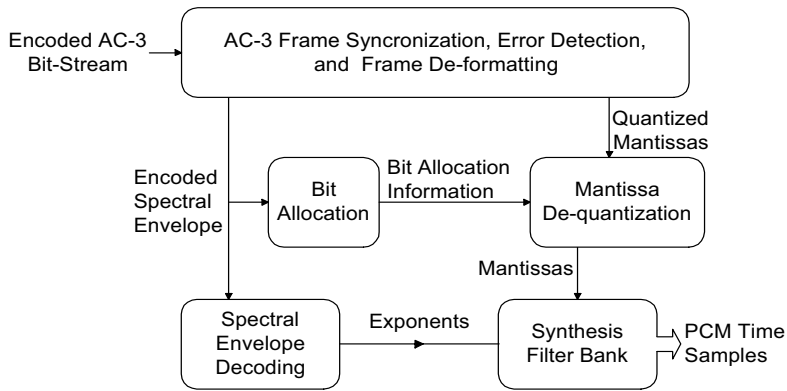 Encoded AC-3
Bit-Stream
AC-3 Frame Syncronization, Error Detection,
and Frame De-formatting
Quantized
Mantissas
Encoded
Spectral
Envelope
Bit
Allocation
Bit Allocation
Information
Mantissa
De-quantization
Mantissas
Spectral
Envelope
Decoding
Exponents
Synthesis
Filter Bank
PCM Time
Samples